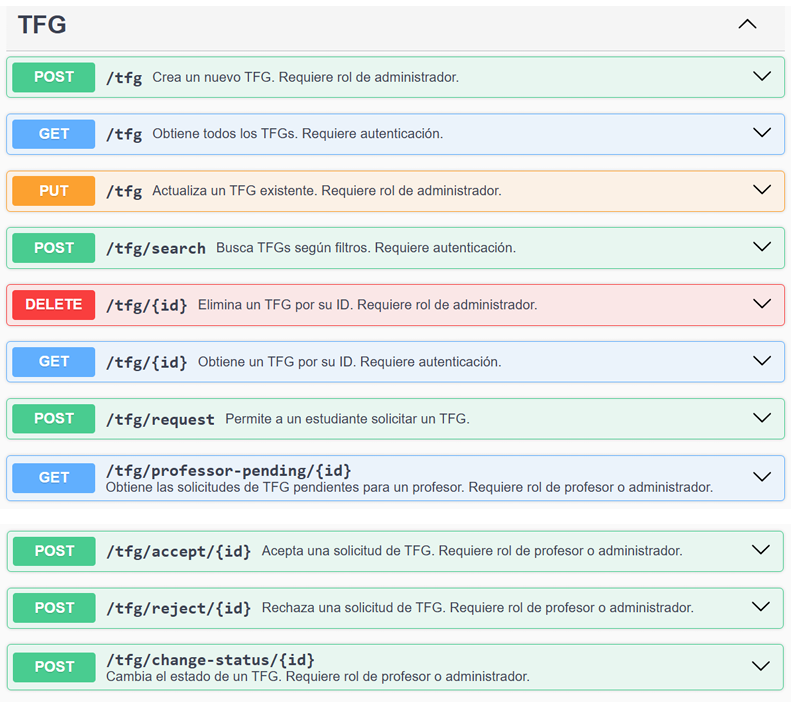 TFG
POST /tfg Crea un nuevo TFG. Requiere rol de administrador.
GET /tfg Obtiene todos los TFGs. Requiere autenticación.
PUT /tfg Actualiza un TFG existente. Requiere rol de administrador.
POST /tfg/search Busca TFGs según filtros. Requiere autenticación.
DELETE /tfg/{id} Elimina un TFG por su ID. Requiere rol de administrador.
GET /tfg/{id} Obtiene un TFG por su ID. Requiere autenticación.
POST /tfg/request Permite a un estudiante solicitar un TFG.
GET /tfg/professor-pending/{id}
Obtiene las solicitudes de TFG pendientes para un profesor. Requiere rol de profesor o administrador.
POST /tfg/accept/{id} Acepta una solicitud de TFG. Requiere rol de profesor o administrador.
POST /tfg/reject/{id} Rechaza una solicitud de TFG. Requiere rol de profesor o administrador.
POST /tfg/change-status/{id}
Cambia el estado de un TFG. Requiere rol de profesor o administrador.